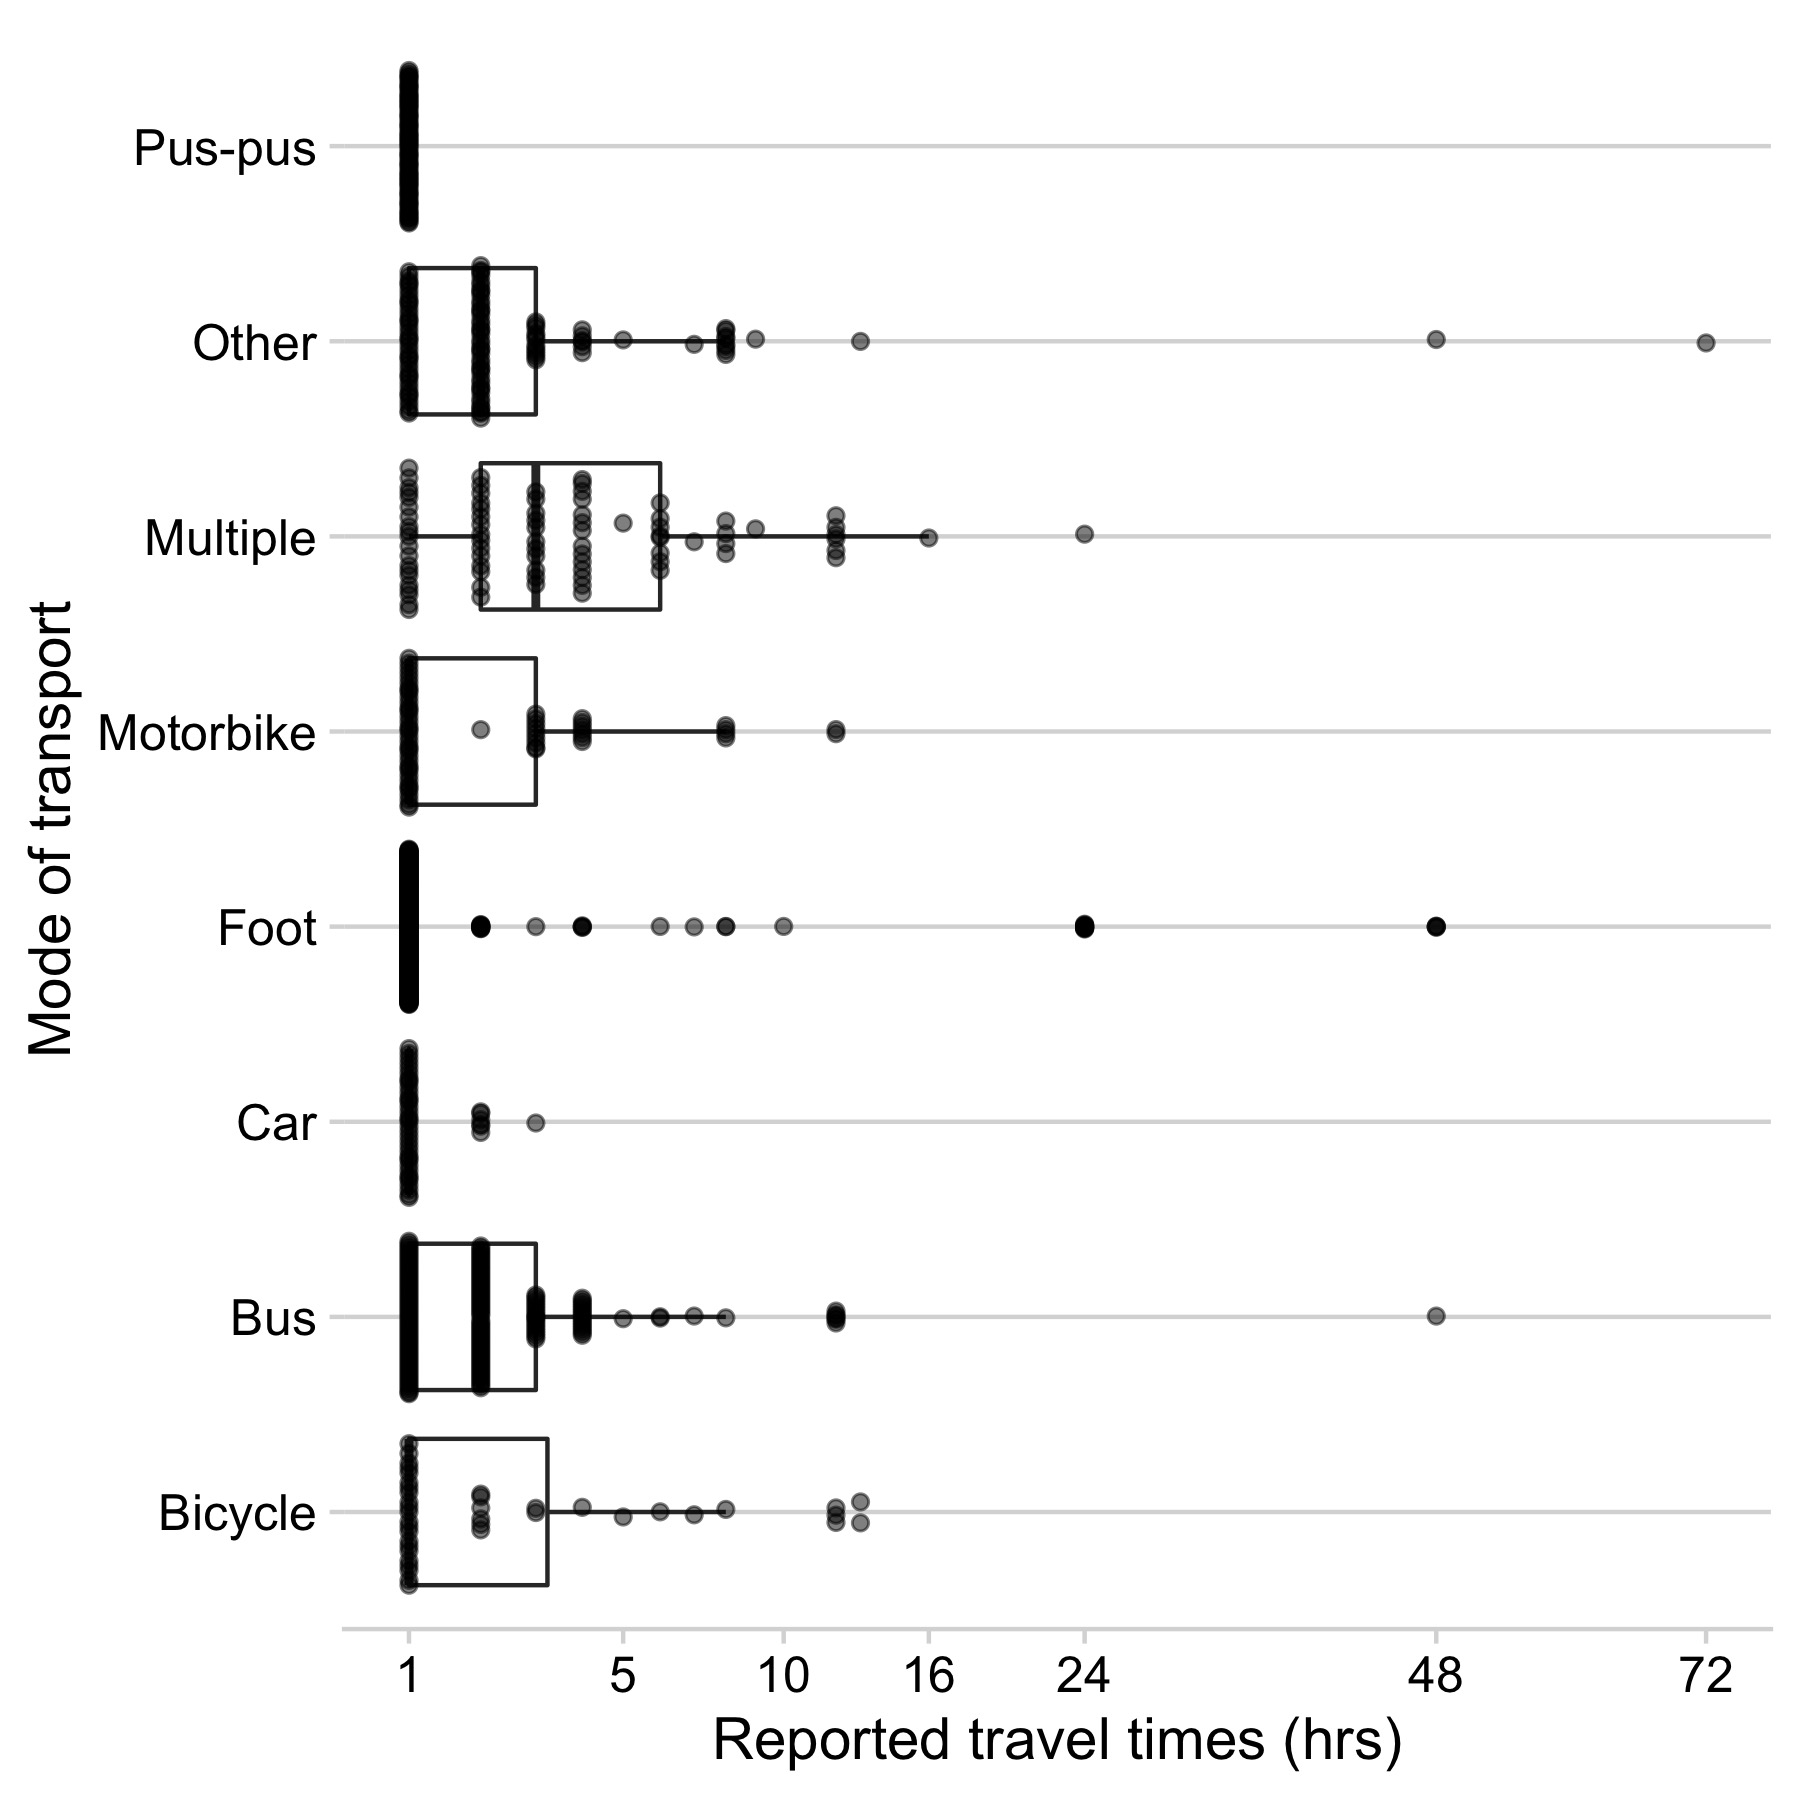 Pus-pus
Other
Multiple
Motorbike
Foot
Car
Bus
Bicycle
Mode of transport
1 5 10 16 24 48 72
Reported travel times (hrs)